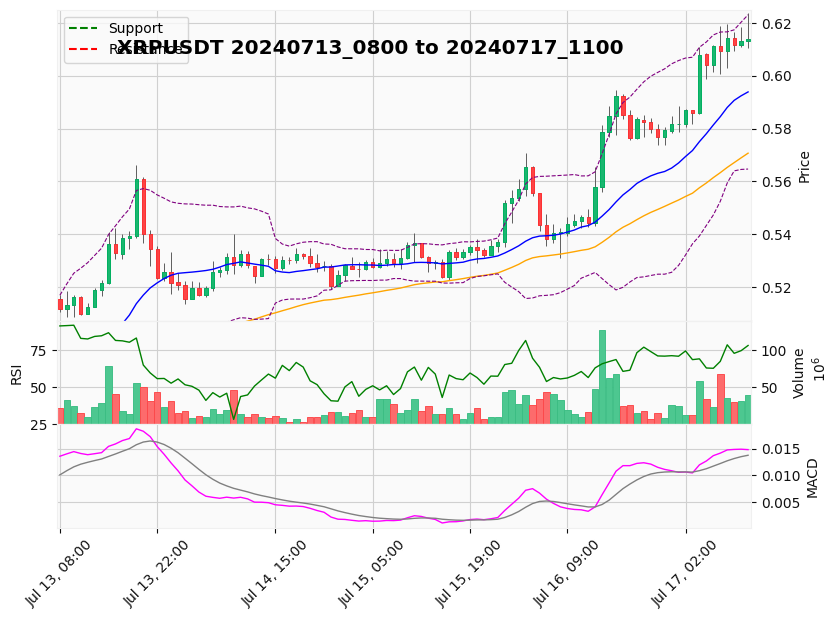 Support
Resistance
XRPUSDT 20240713_0800 to 20240717_1100
0.62
0.60
0.58
0.56
0.54
0.52
Price
75
50
25
RSI
100
50
Volume
10^6
0.015
0.010
0.005
MACD
Jul 13, 08:00
Jul 13, 22:00
Jul 14, 15:00
Jul 15, 05:00
Jul 15, 19:00
Jul 16, 09:00
Jul 17, 02:00